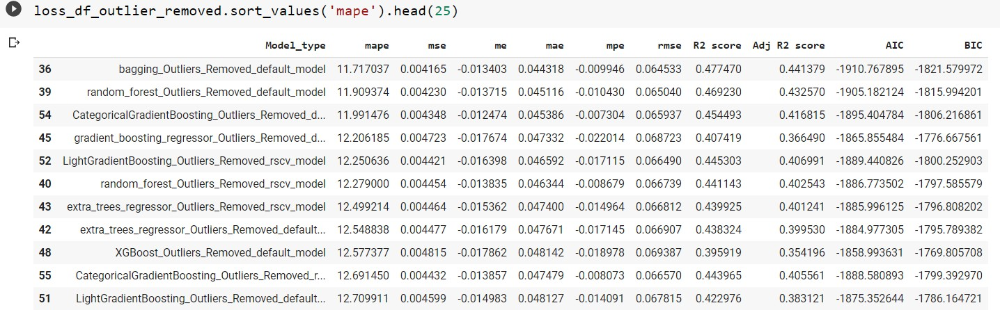 loss_df_outlier_removed.sort_values('mape').head(25)
Model_type mape mse me mae mpe rmse R2 score Adj R2 score AIC BIC
36 bagging_Outliers_Removed_default_model 11.717037 0.004165 -0.013403 0.044318 -0.009946 0.064533 0.477470 0.441379 -1910.767895 -1821.579972
39 random_forest_Outliers_Removed_default_model 11.909374 0.004230 -0.013715 0.045116 -0.010430 0.065040 0.469230 0.432570 -1905.182124 -1815.994201
54 CategoricalGradientBoosting_Outliers_Removed_d... 11.991476 0.004348 -0.012474 0.045386 -0.007304 0.065937 0.454493 0.416815 -1895.404784 -1806.216861
45 gradient_boosting_regressor_Outliers_Removed_d... 12.206185 0.004723 -0.017674 0.047332 -0.022014 0.068723 0.407419 0.366490 -1865.855484 -1776.667561
52 LightGradientBoosting_Outliers_Removed_rscv_model 12.250636 0.004421 -0.016398 0.046592 -0.017115 0.066490 0.445303 0.406991 -1889.440826 -1800.252903
40 random_forest_Outliers_Removed_rscv_model 12.279000 0.004454 -0.013835 0.046344 -0.008679 0.066739 0.441143 0.402543 -1886.773502 -1797.585579
43 extra_trees_regressor_Outliers_Removed_rscv_model 12.499214 0.004464 -0.015362 0.047400 -0.014964 0.066812 0.439925 0.401241 -1885.996125 -1796.808202
42 extra_trees_regressor_Outliers_Removed_default... 12.548838 0.004477 -0.016179 0.047671 -0.017145 0.066907 0.438324 0.399530 -1884.977305 -1795.789382
48 XGBoost_Outliers_Removed_default_model 12.577377 0.004815 -0.017862 0.048142 -0.018978 0.069387 0.395919 0.354196 -1858.993631 -1769.805708
55 CategoricalGradientBoosting_Outliers_Removed_r... 12.691450 0.004432 -0.013857 0.047479 -0.008073 0.066570 0.443965 0.405561 -1888.580893 -1799.392970
51 LightGradientBoosting_Outliers_Removed_default... 12.709911 0.004599 -0.014983 0.048127 -0.014091 0.067815 0.422976 0.383121 -1875.352644 -1786.164721